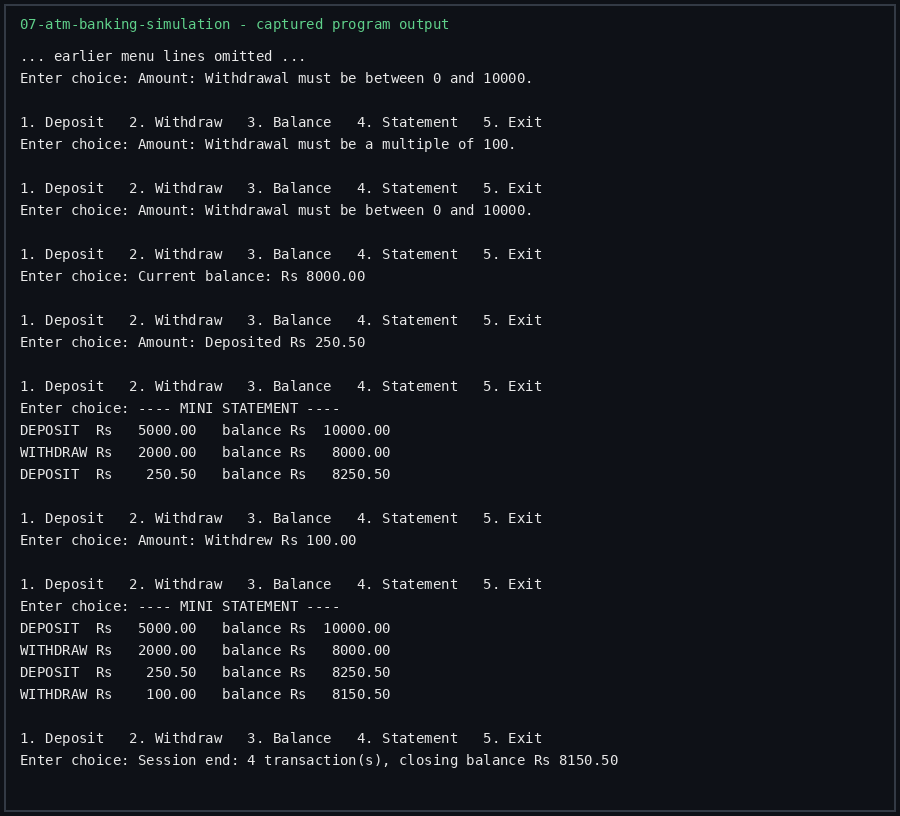 07-atm-banking-simulation - captured program output
... earlier menu lines omitted ...
Enter choice: Amount: Withdrawal must be between 0 and 10000.
1. Deposit   2. Withdraw   3. Balance   4. Statement   5. Exit
Enter choice: Amount: Withdrawal must be a multiple of 100.
1. Deposit   2. Withdraw   3. Balance   4. Statement   5. Exit
Enter choice: Amount: Withdrawal must be between 0 and 10000.
1. Deposit   2. Withdraw   3. Balance   4. Statement   5. Exit
Enter choice: Current balance: Rs 8000.00
1. Deposit   2. Withdraw   3. Balance   4. Statement   5. Exit
Enter choice: Amount: Deposited Rs 250.50
1. Deposit   2. Withdraw   3. Balance   4. Statement   5. Exit
Enter choice: ---- MINI STATEMENT ----
DEPOSIT  Rs   5000.00   balance Rs  10000.00
WITHDRAW Rs   2000.00   balance Rs   8000.00
DEPOSIT  Rs    250.50   balance Rs   8250.50
1. Deposit   2. Withdraw   3. Balance   4. Statement   5. Exit
Enter choice: Amount: Withdrew Rs 100.00
1. Deposit   2. Withdraw   3. Balance   4. Statement   5. Exit
Enter choice: ---- MINI STATEMENT ----
DEPOSIT  Rs   5000.00   balance Rs  10000.00
WITHDRAW Rs   2000.00   balance Rs   8000.00
DEPOSIT  Rs    250.50   balance Rs   8250.50
WITHDRAW Rs    100.00   balance Rs   8150.50
1. Deposit   2. Withdraw   3. Balance   4. Statement   5. Exit
Enter choice: Session end: 4 transaction(s), closing balance Rs 8150.50